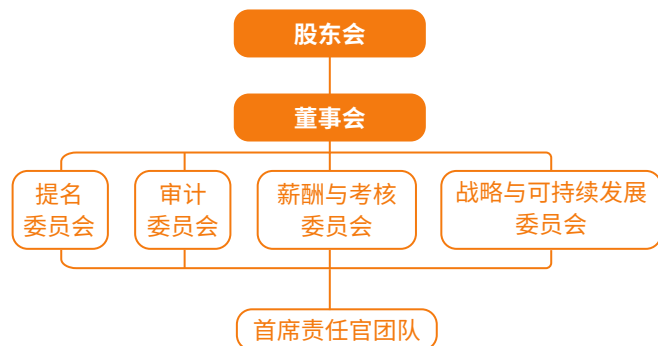 股东会
董事会
提名
委员会
审计
委员会
薪酬与考核
委员会
战略与可持续发展
委员会
首席责任官团队